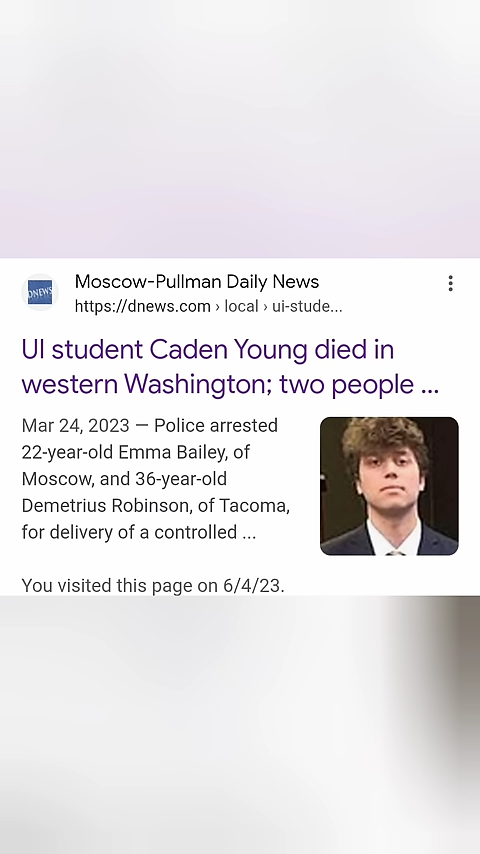 DNEWS
Moscow-Pullman Daily News
https://dnews.com › local › ui-stude...
UI student Caden Young died in
western Washington; two people ...
Mar 24, 2023 — Police arrested
22-year-old Emma Bailey, of
Moscow, and 36-year-old
Demetrius Robinson, of Tacoma,
for delivery of a controlled ...
You visited this page on 6/4/23.